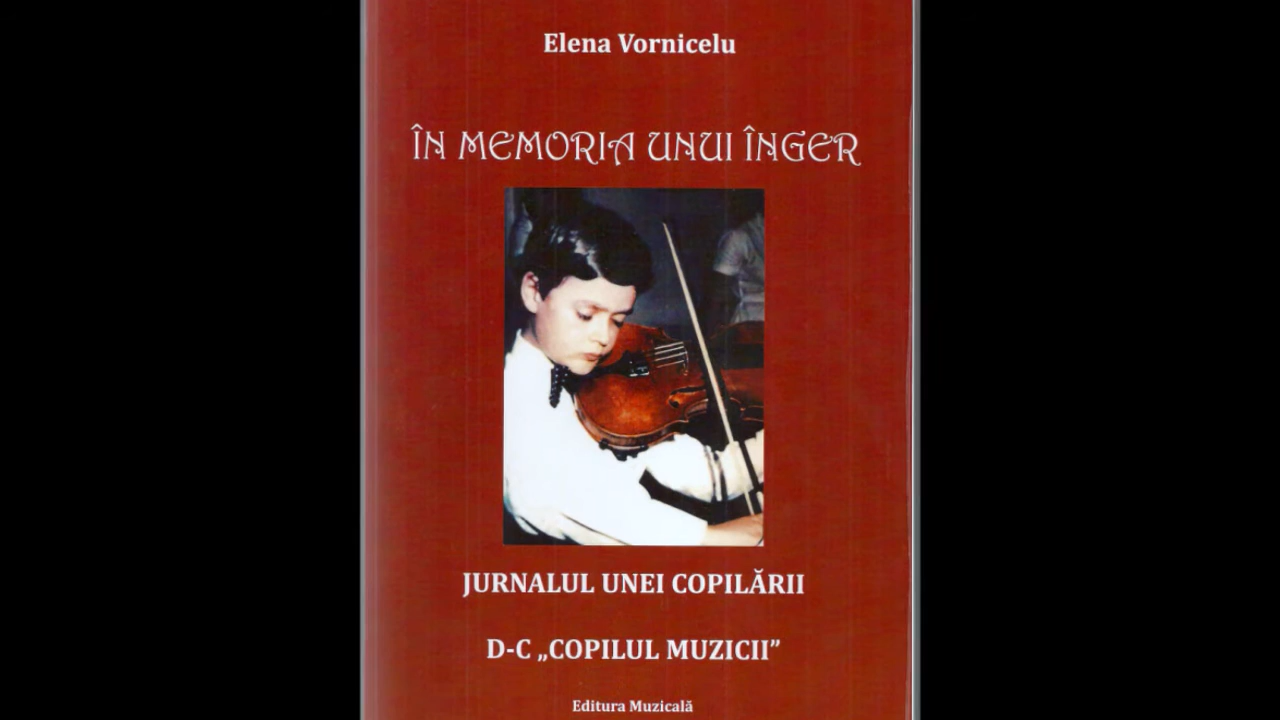 Elena Vornicelu
ÎN MEMORIA UNUI ÎNGER
JURNALUL UNEI COPILĂRII
D-C „COPILUL MUZICII”
Editura Muzicală